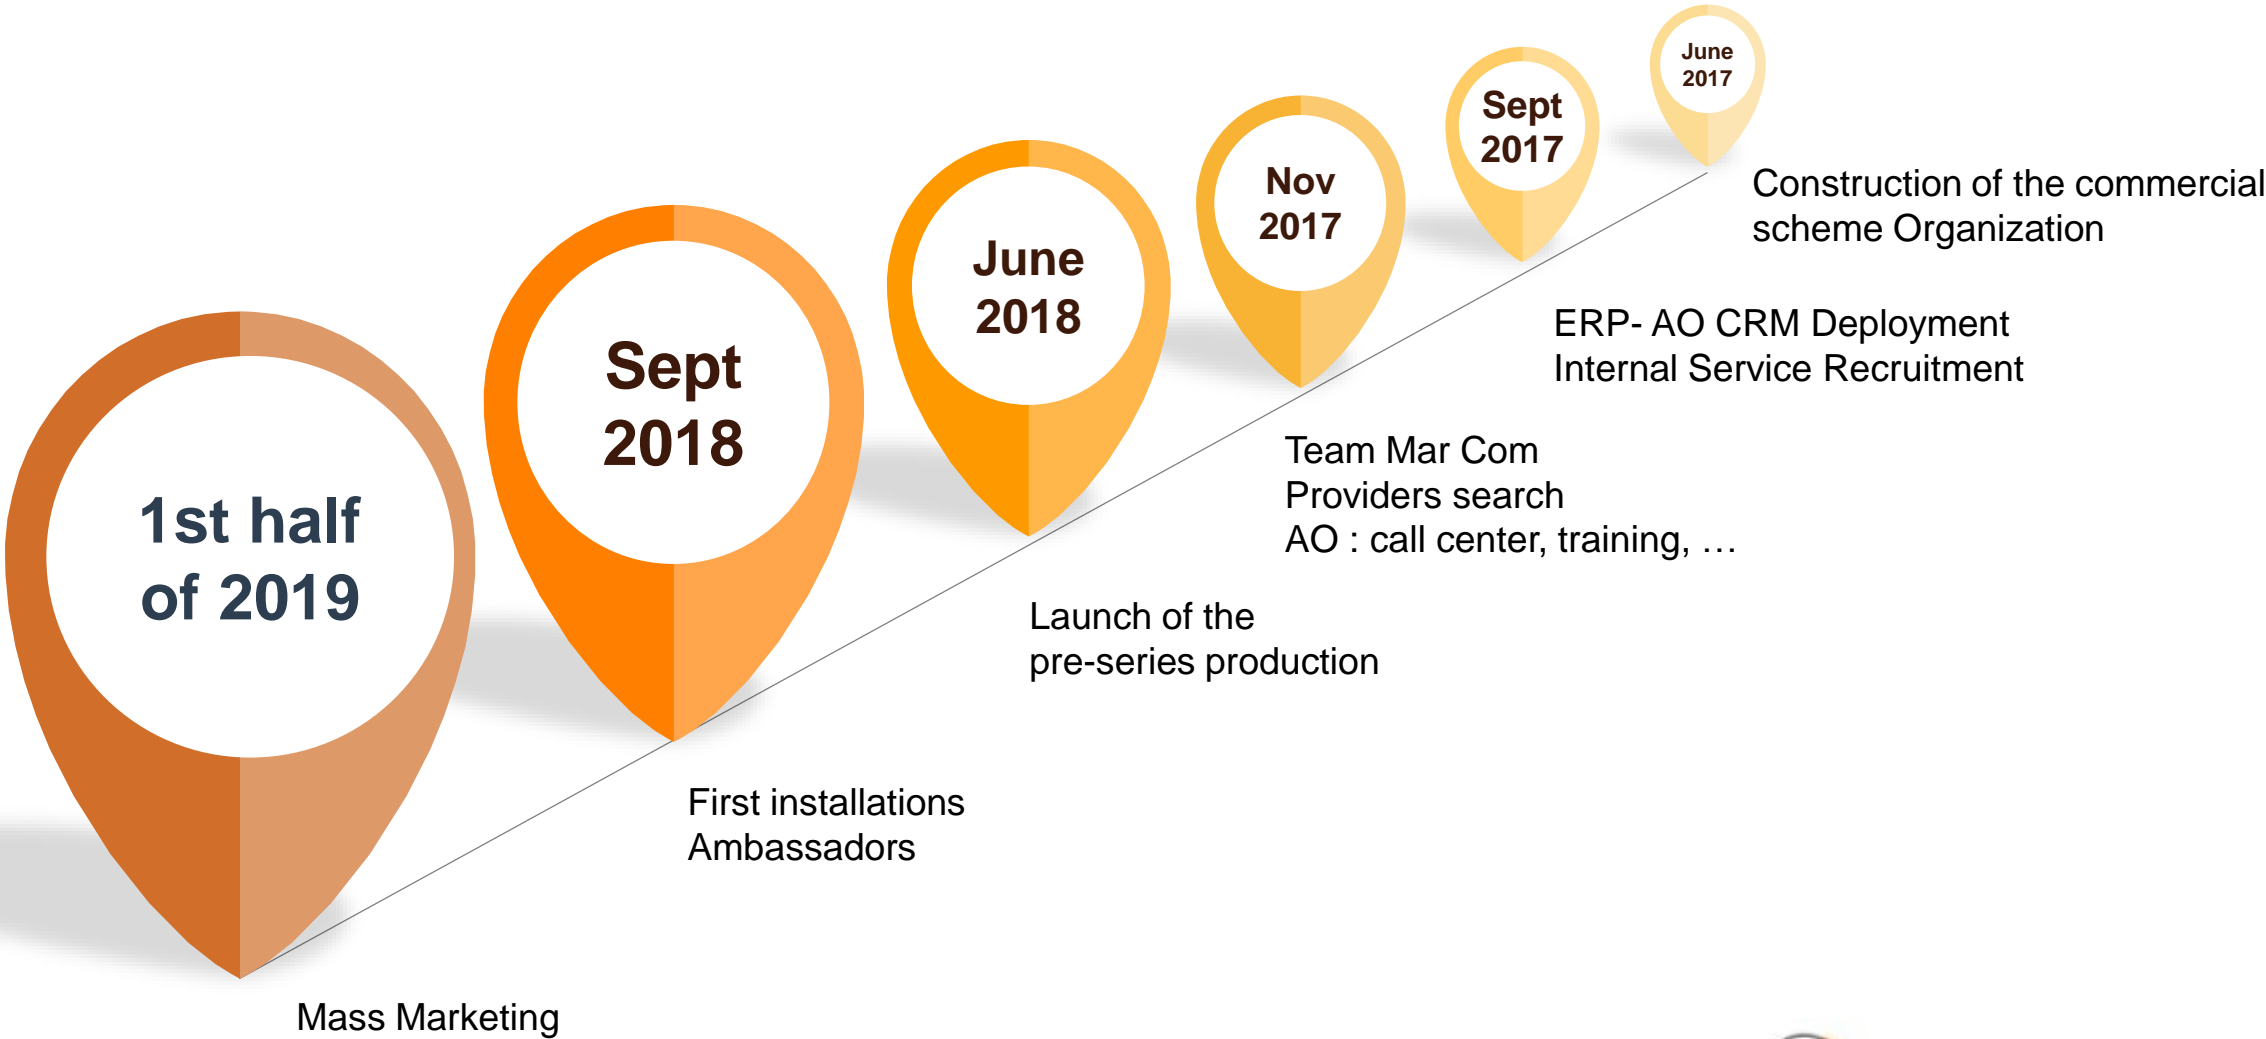 June
2017
Construction of the commercial
scheme Organization
Sept
2017
ERP- AO CRM Deployment
Internal Service Recruitment
Nov
2017
Team Mar Com
Providers search
AO : call center, training, …
June
2018
Launch of the
pre-series production
Sept
2018
First installations
Ambassadors
1st half
of 2019
Mass Marketing